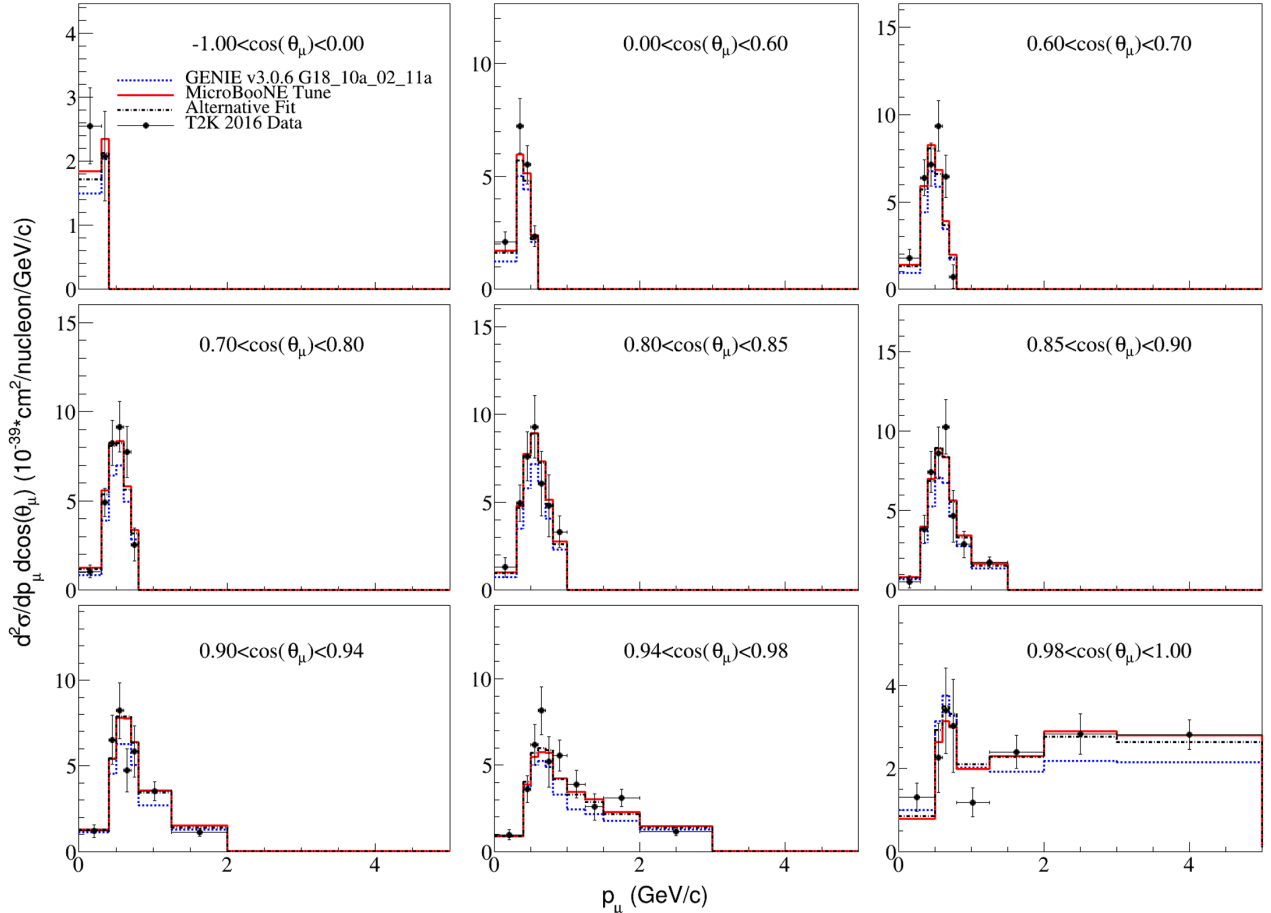 -1.00<cos(θμ)<0.00
GENIE v3.0.6 G18_10a_02_11a
MicroBooNE Tune
Alternative Fit
T2K 2016 Data
4
3
2
1
0
0.00<cos(θμ)<0.60
10
5
0
0.60<cos(θμ)<0.70
15
10
5
0
0.70<cos(θμ)<0.80
15
10
5
0
0.80<cos(θμ)<0.85
15
10
5
0
0.85<cos(θμ)<0.90
15
10
5
0
0.90<cos(θμ)<0.94
10
5
0
0 2 4
0.94<cos(θμ)<0.98
10
5
0
0 2 4
0.98<cos(θμ)<1.00
4
2
0
0 2 4
d²σ/dpμ dcos(θμ) (10⁻³⁹*cm²/nucleon/GeV/c)
pμ (GeV/c)